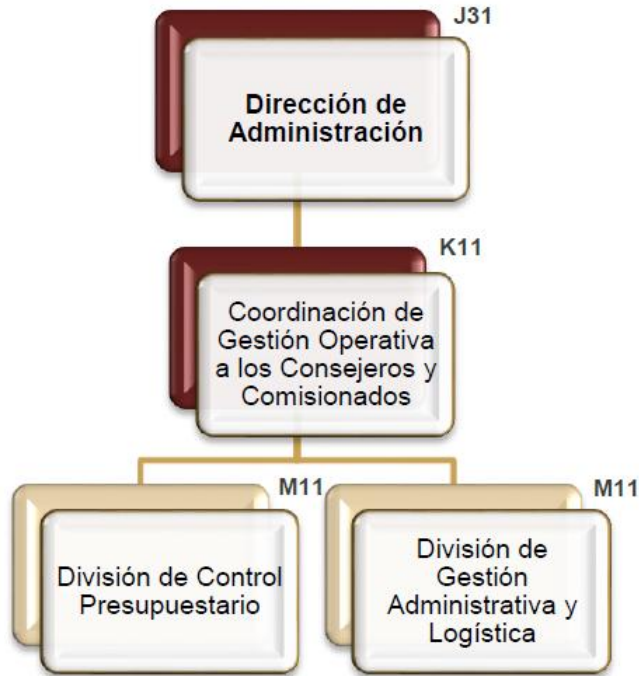 J31
Dirección de
Administración
K11
Coordinación de
Gestión Operativa
a los Consejeros y
Comisionados
M11
División de Control
Presupuestario
M11
División de
Gestión
Administrativa y
Logística